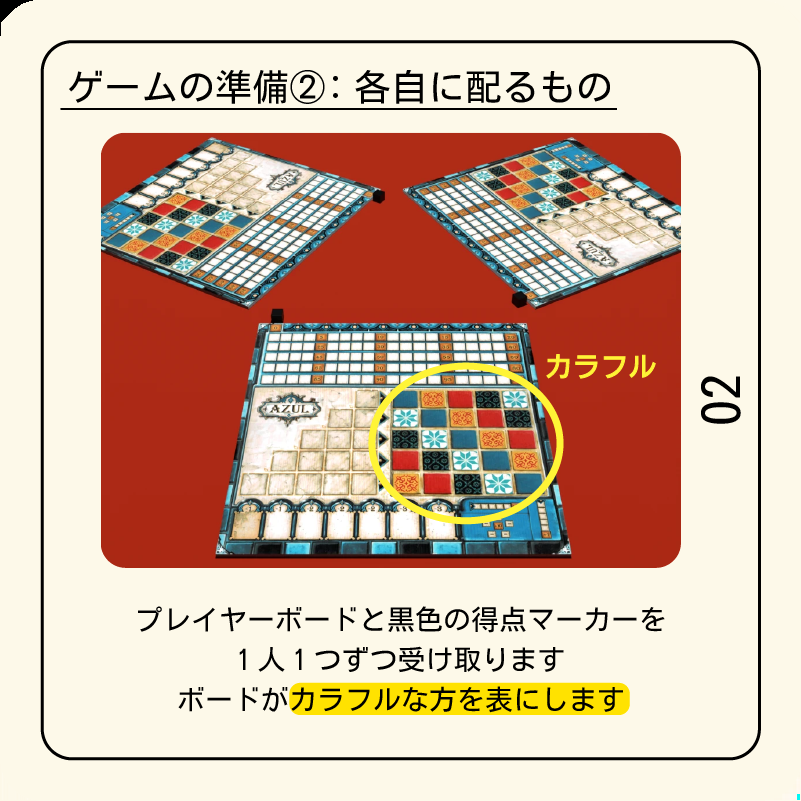 ゲームの準備②: 各自に配るもの
AZUL
AZUL
カラフル
AZUL
02
プレイヤーボードと黒色の得点マーカーを
1人1つずつ受け取ります
ボードがカラフルな方を表にします